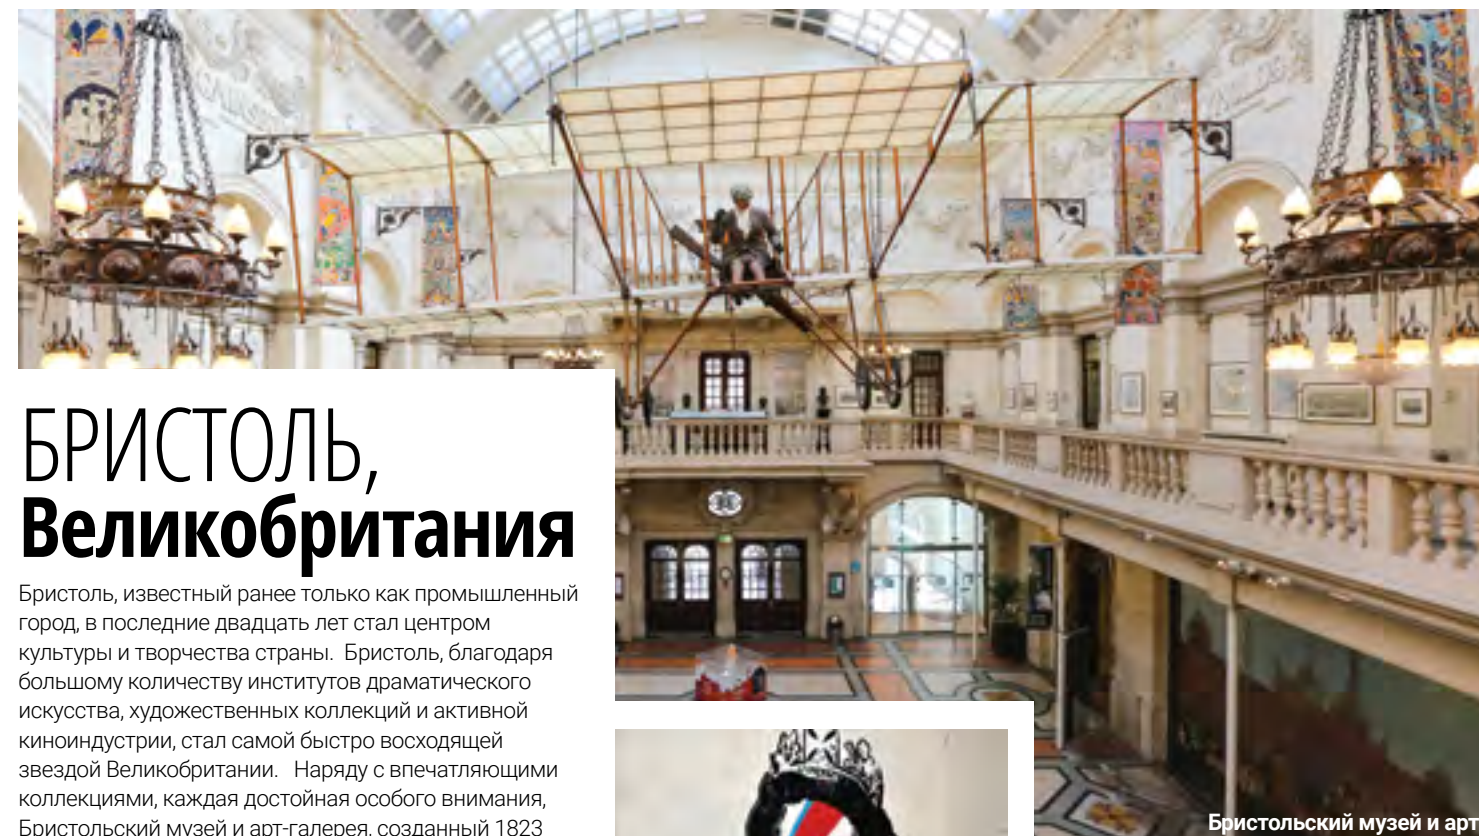 БРИСТОЛЬ,
Великобритания
Бристоль, известный ранее только как промышленный
город, в последние двадцать лет стал центром
культуры и творчества страны. Бристоль, благодаря
большому количеству институтов драматического
искусства, художественных коллекций и активной
киноиндустрии, стал самой быстро восходящей
звездой Великобритании. Наряду с впечатляющими
коллекциями, каждая достойная особого внимания,
Бристольский музей и арт-галерея, созданный 1823
Бристольский музей и арт